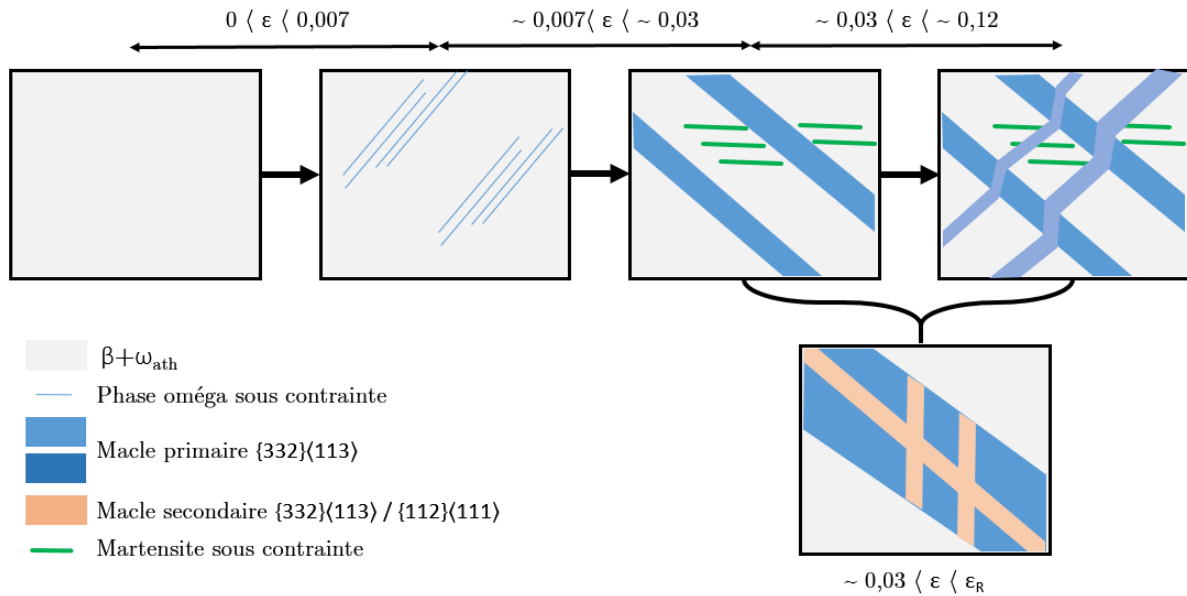 0 ⟨ ε ⟨ 0,007
~ 0,007⟨ ε ⟨ ~ 0,03
~ 0,03 ⟨ ε ⟨ ~ 0,12
β+ω_ath
Phase oméga sous contrainte
Macle primaire {332}⟨113⟩
Macle secondaire {332}⟨113⟩ / {112}⟨111⟩
Martensite sous contrainte
~ 0,03 ⟨ ε ⟨ ε_R